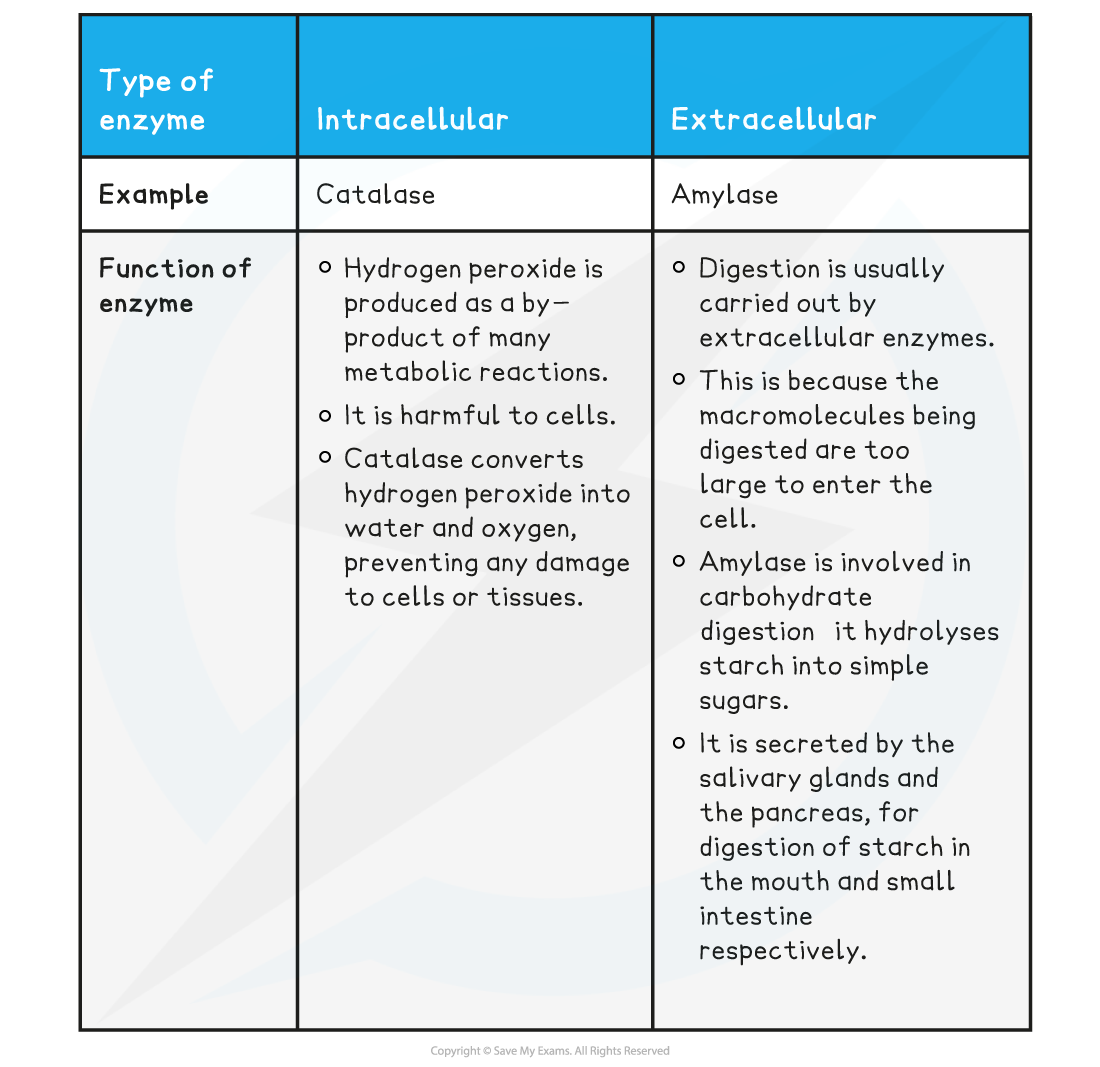 Type of
enzyme
Intracellular
Extracellular
Example
Catalase
Amylase
Function of
enzyme
Hydrogen peroxide is
produced as a by–
product of many
metabolic reactions.
It is harmful to cells.
Catalase converts
hydrogen peroxide into
water and oxygen,
preventing any damage
to cells or tissues.
Digestion is usually
carried out by
extracellular enzymes.
This is because the
macromolecules being
digested are too
large to enter the
cell.
Amylase is involved in
carbohydrate
digestion it hydrolyses
starch into simple
sugars.
It is secreted by the
salivary glands and
the pancreas, for
digestion of starch in
the mouth and small
intestine
respectively.
Copyright © Save My Exams. All Rights Reserved